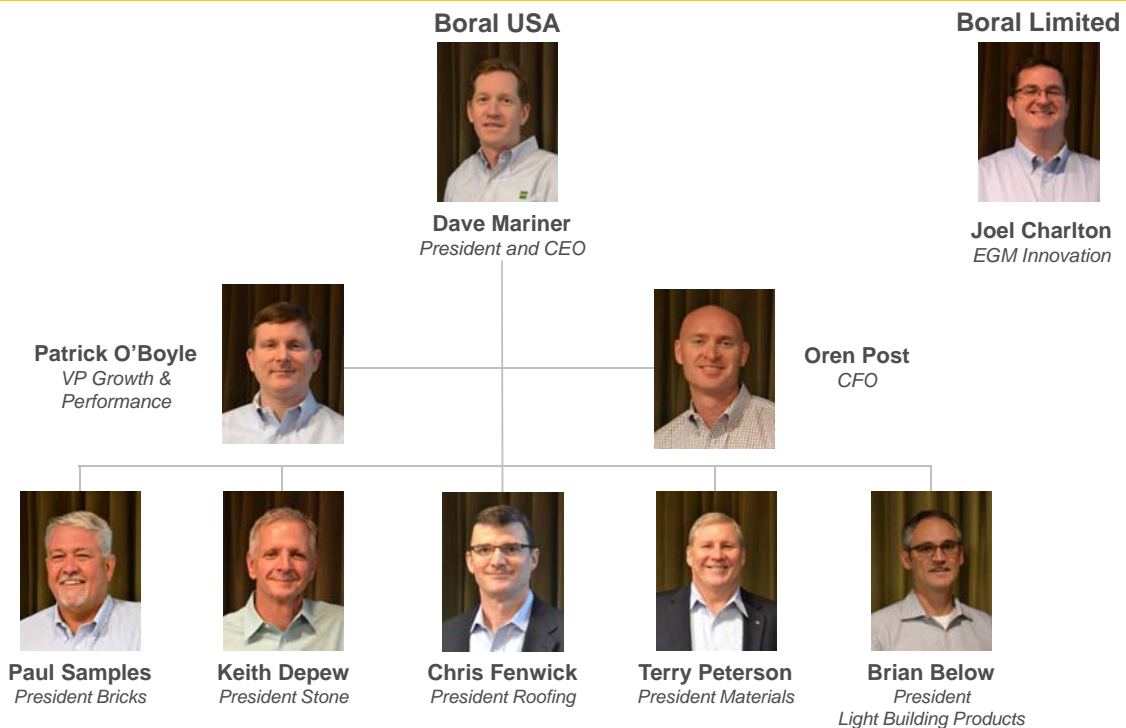 Boral USA
Boral Limited
Dave Mariner
President and CEO
Joel Charlton
EGM Innovation
Patrick O’Boyle
VP Growth &
Performance
Oren Post
CFO
Paul Samples
President Bricks
Keith Depew
President Stone
Chris Fenwick
President Roofing
Terry Peterson
President Materials
Brian Below
President
Light Building Products